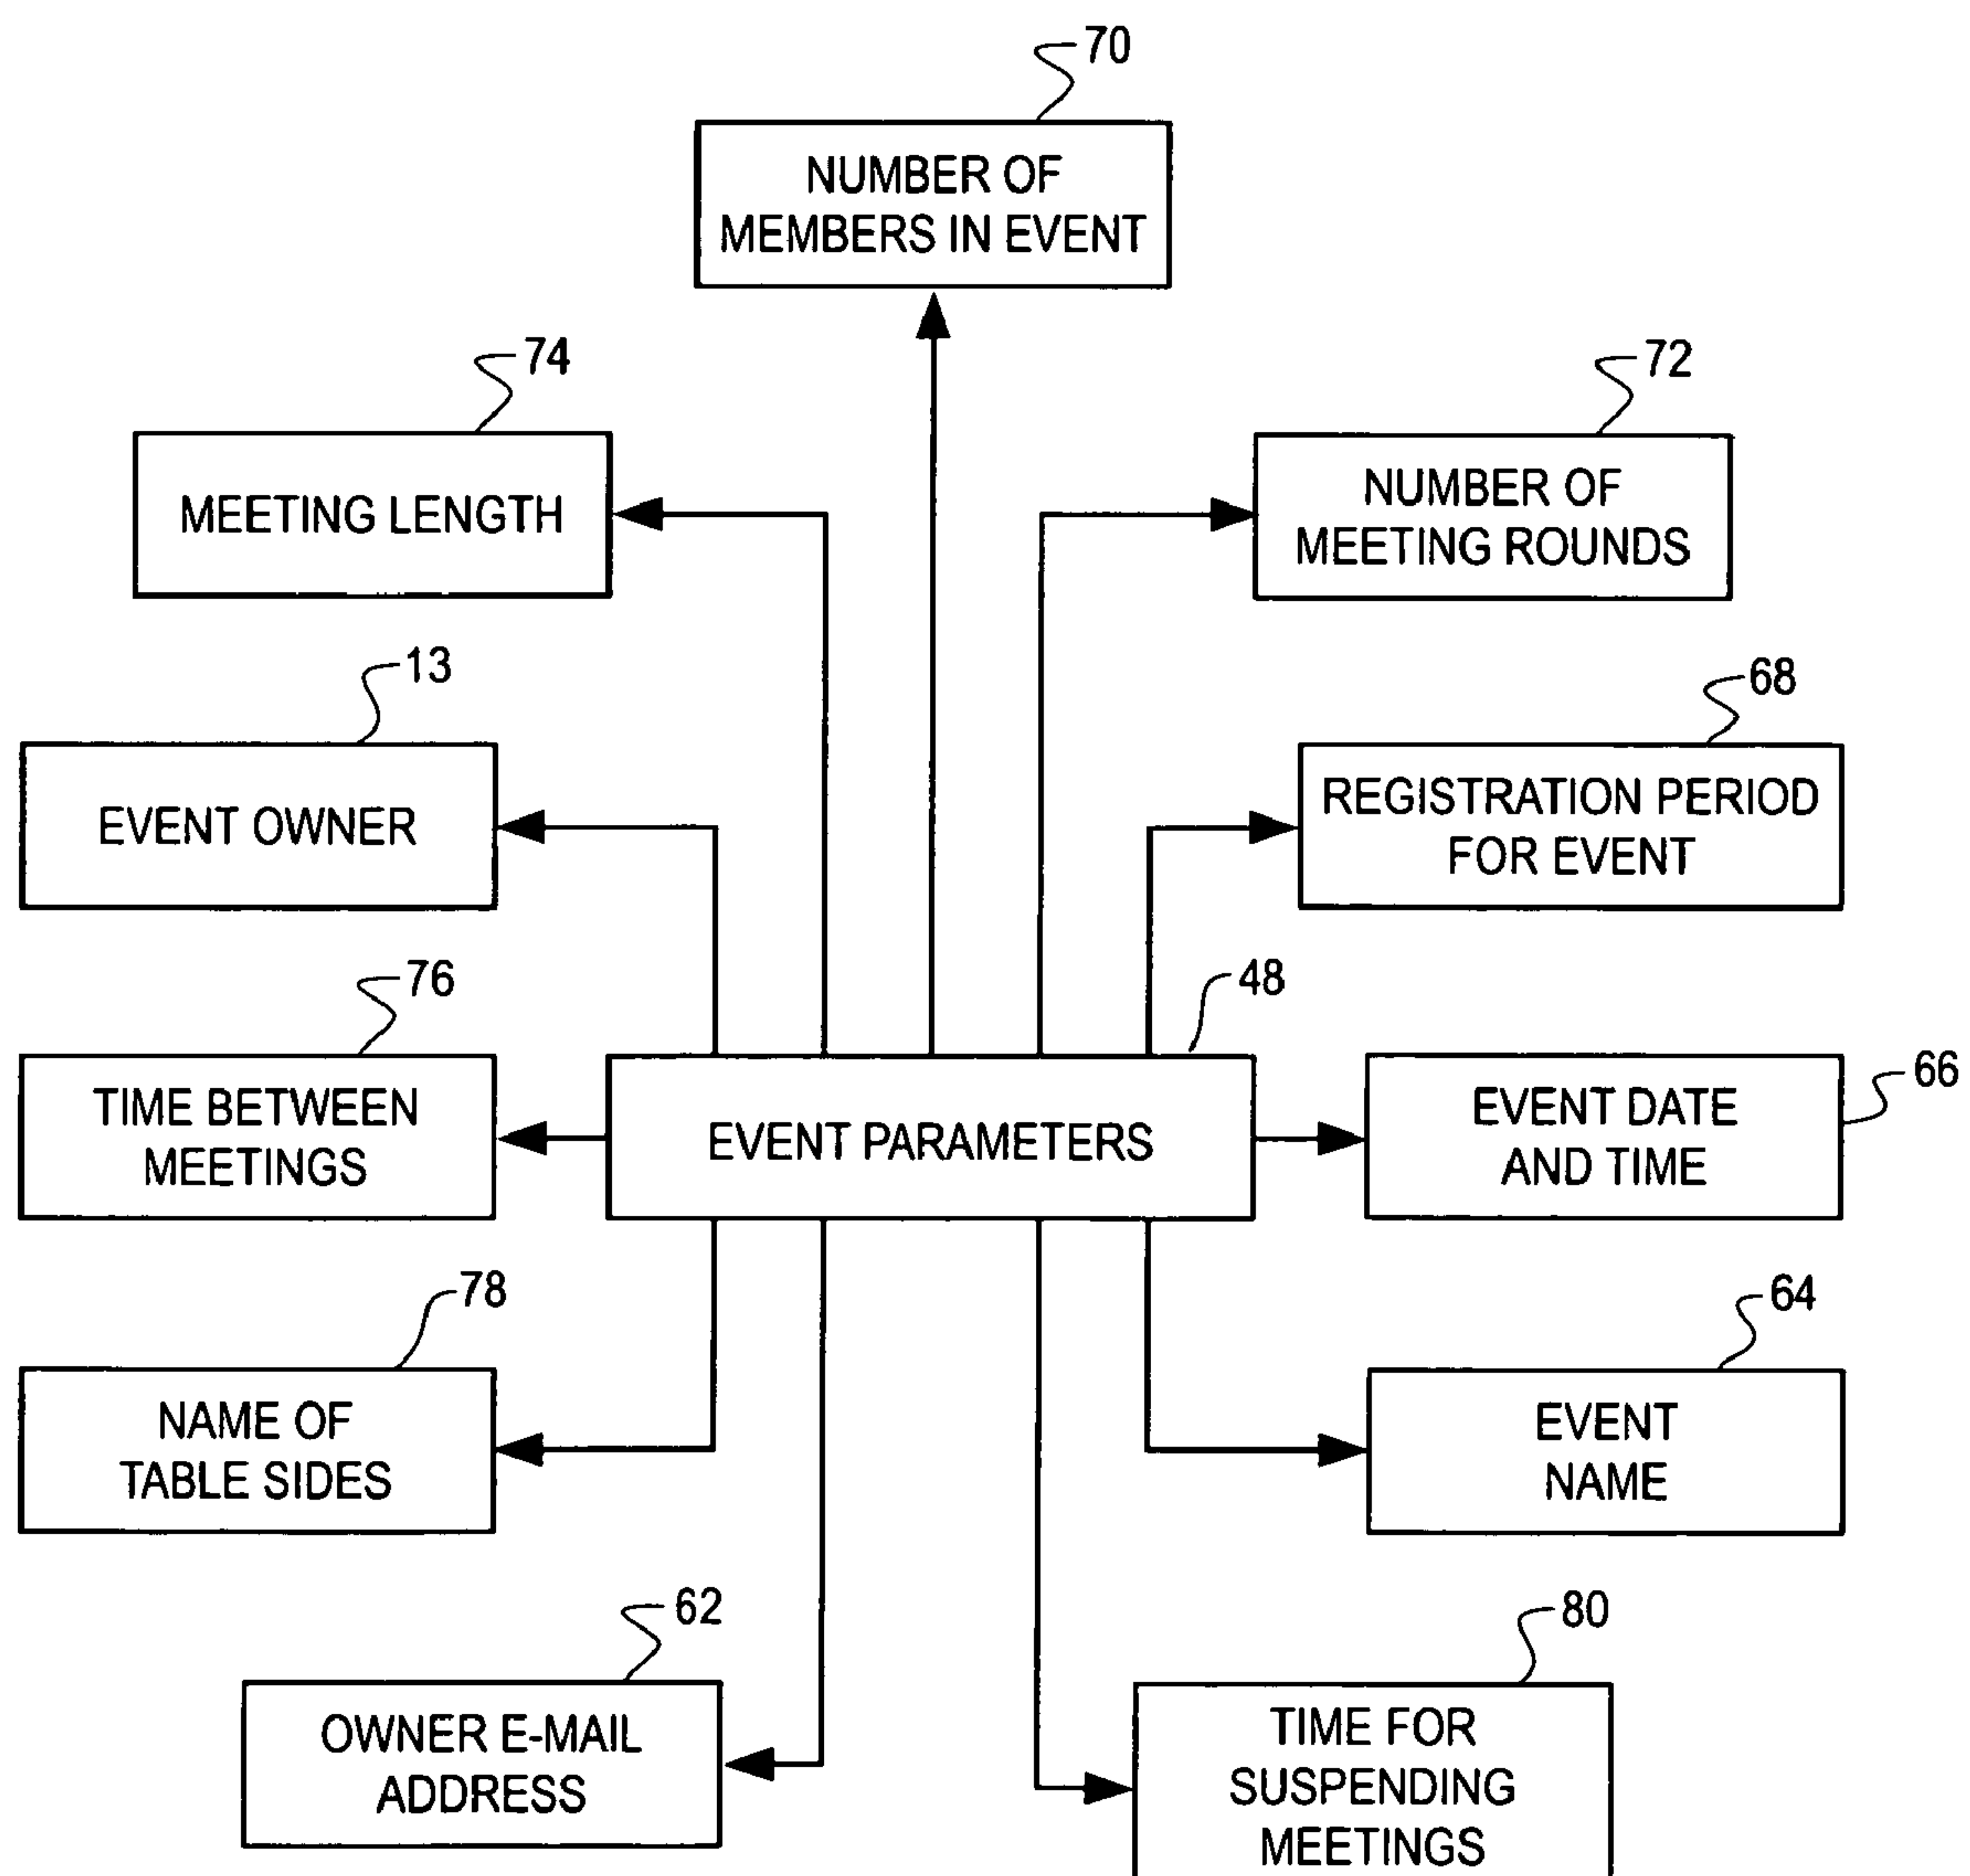 70
NUMBER OF
MEMBERS IN EVENT
74
MEETING LENGTH
72
NUMBER OF
MEETING ROUNDS
13
EVENT OWNER
68
REGISTRATION PERIOD
FOR EVENT
76
TIME BETWEEN
MEETINGS
48
EVENT PARAMETERS
66
EVENT DATE
AND TIME
78
NAME OF
TABLE SIDES
64
EVENT
NAME
62
OWNER E-MAIL
ADDRESS
80
TIME FOR
SUSPENDING
MEETINGS